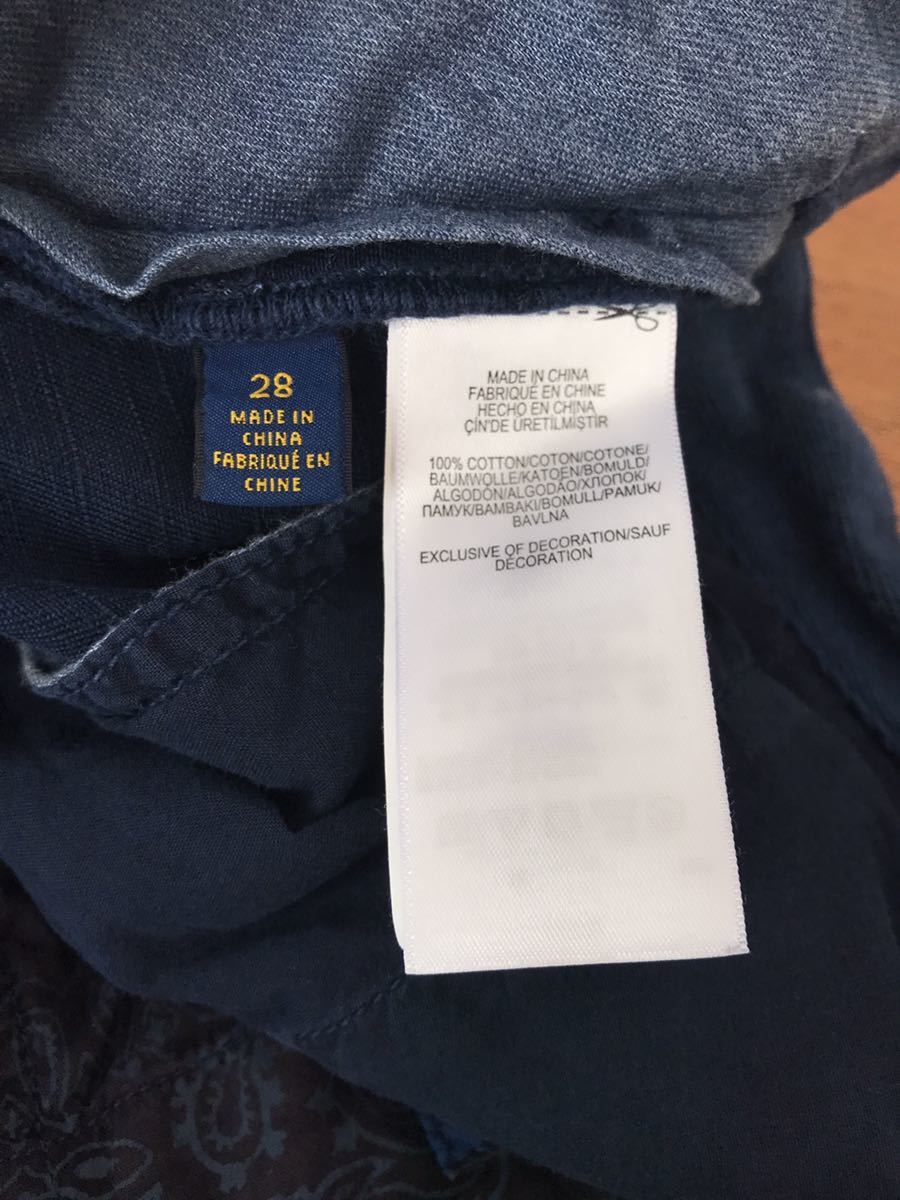 28
MADE IN
CHINA
FABRIQUÉ EN
CHINE
MADE IN CHINA
FABRIQUÉ EN CHINE
HECHO EN CHINA
ÇİN'DE ÜRETİLMİŞTİR
100% COTTON/COTON/COTONE/
BAUMWOLLE/KATOEN/BOMULD/
ALGODÓN/ALGODÃO/ХЛОПОК/
ПАМУК/BAMBAKI/BOMULL/PAMUK/
BAVLNA
EXCLUSIVE OF DECORATION/SAUF
DÉCORATION